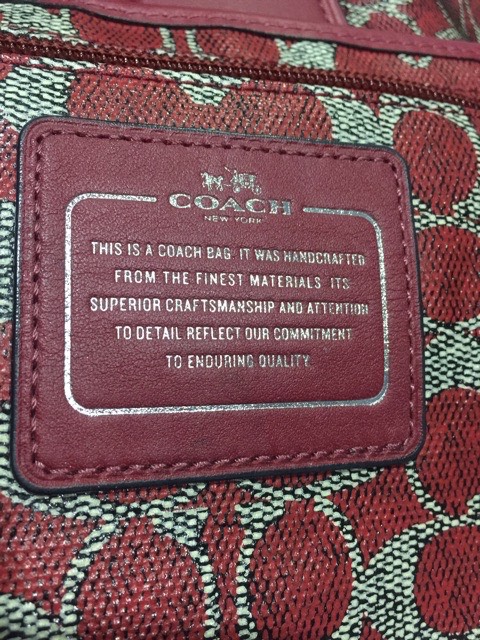 COACH
NEW YORK
THIS IS A COACH BAG. IT WAS HANDCRAFTED
FROM THE FINEST MATERIALS. ITS
SUPERIOR CRAFTSMANSHIP AND ATTENTION
TO DETAIL REFLECT OUR COMMITMENT
TO ENDURING QUALITY.